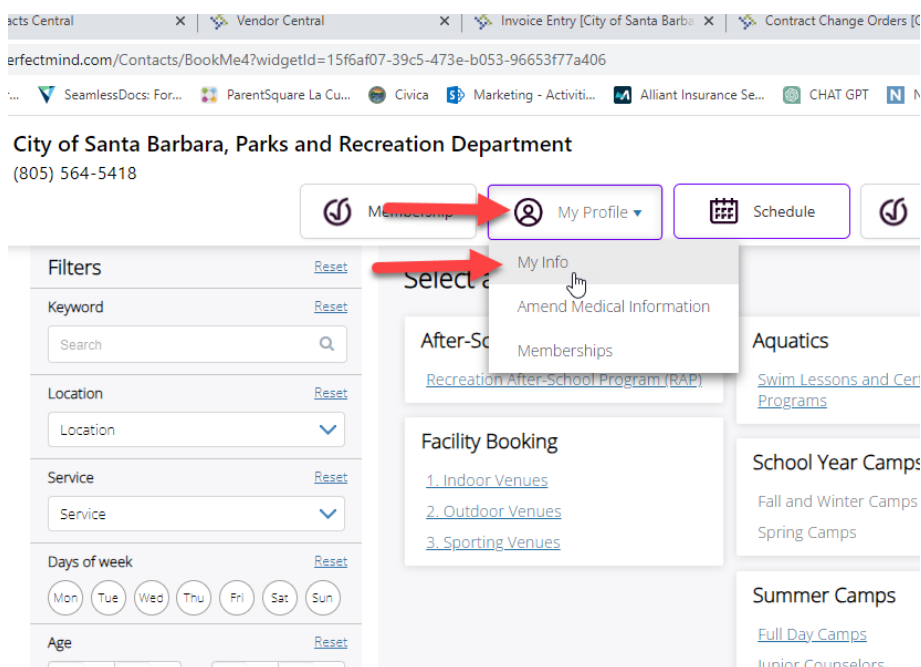 acts Central
Vendor Central
Invoice Entry [City of Santa Barba
Contract Change Orders [C
erfectmind.com/Contacts/BookMe4?widgetId=15f6af07-39c5-473e-b053-96653f77a406
SeamlessDocs: For...
ParentSquare La Cu...
Civica
Marketing - Activiti...
Alliant Insurance Se...
CHAT GPT
City of Santa Barbara, Parks and Recreation Department
(805) 564-5418
Membership
My Profile
Schedule
My Info
Amend Medical Information
Memberships
Filters
Reset
Keyword
Reset
Search
Location
Reset
Location
Service
Reset
Service
Days of week
Reset
Mon
Tue
Wed
Thu
Fri
Sat
Sun
Age
Reset
Select a
After-Sc
Recreation After-School Program (RAP)
Facility Booking
1. Indoor Venues
2. Outdoor Venues
3. Sporting Venues
Aquatics
Swim Lessons and Cert
Programs
School Year Camps
Fall and Winter Camps
Spring Camps
Summer Camps
Full Day Camps
Junior Counselors